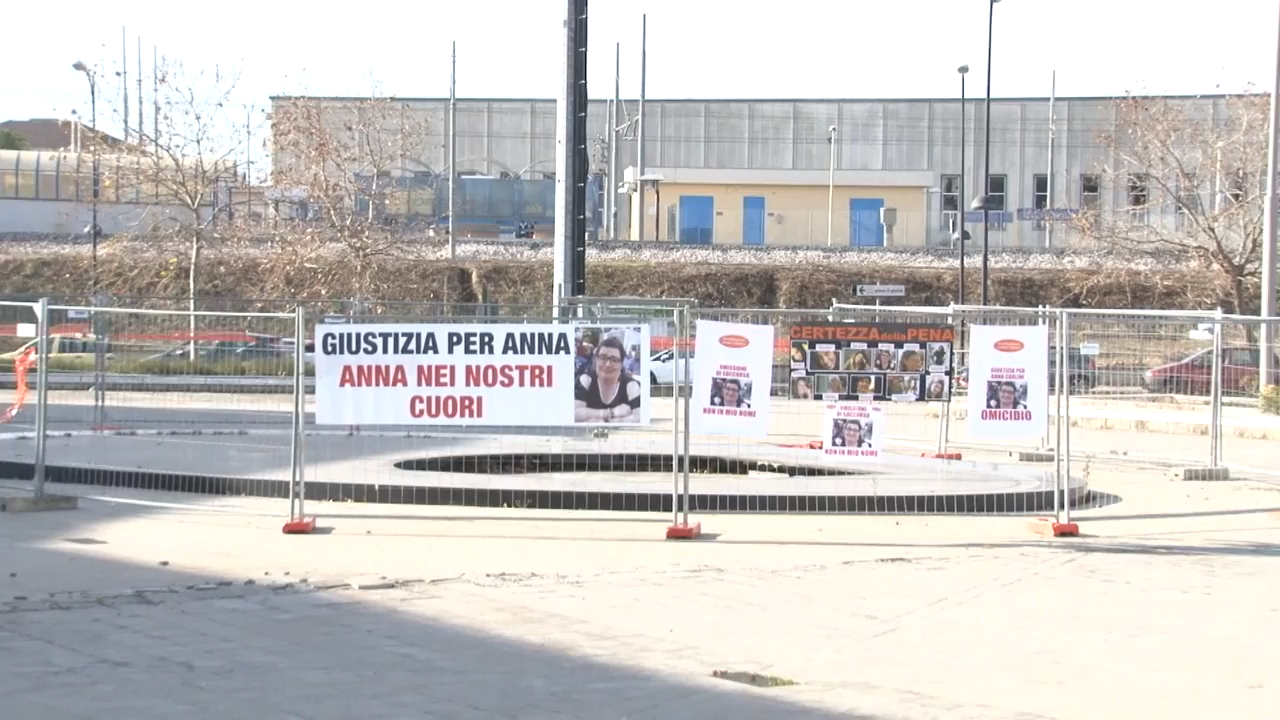 GIUSTIZIA PER ANNA
ANNA NEI NOSTRI
CUORI
OMISSIONE
DI SOCCORSO
NON IN MIO NOME
CERTEZZA della PENA
OMISSIONE
DI SOCCORSO
NON IN MIO NOME
GIUSTIZIA PER
ANNA CARLINI
OMICIDIO